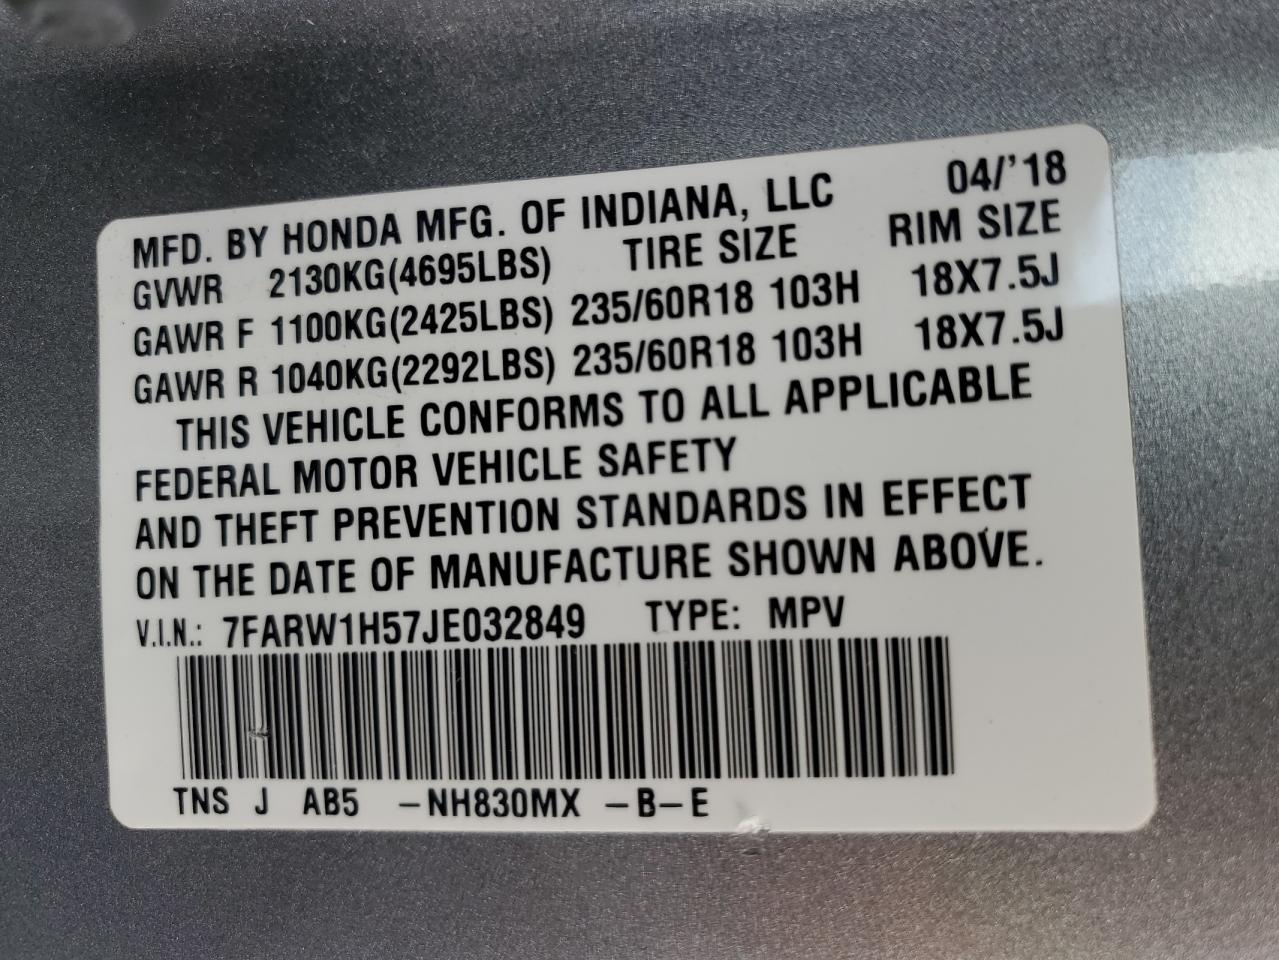 MFD. BY HONDA MFG. OF INDIANA, LLC 04/'18
GVWR 2130KG(4695LBS) TIRE SIZE RIM SIZE
GAWR F 1100KG(2425LBS) 235/60R18 103H 18X7.5J
GAWR R 1040KG(2292LBS) 235/60R18 103H 18X7.5J
THIS VEHICLE CONFORMS TO ALL APPLICABLE
FEDERAL MOTOR VEHICLE SAFETY
AND THEFT PREVENTION STANDARDS IN EFFECT
ON THE DATE OF MANUFACTURE SHOWN ABOVE.
V.I.N.: 7FARW1H57JE032849 TYPE: MPV
TNS J AB5 -NH830MX -B-E